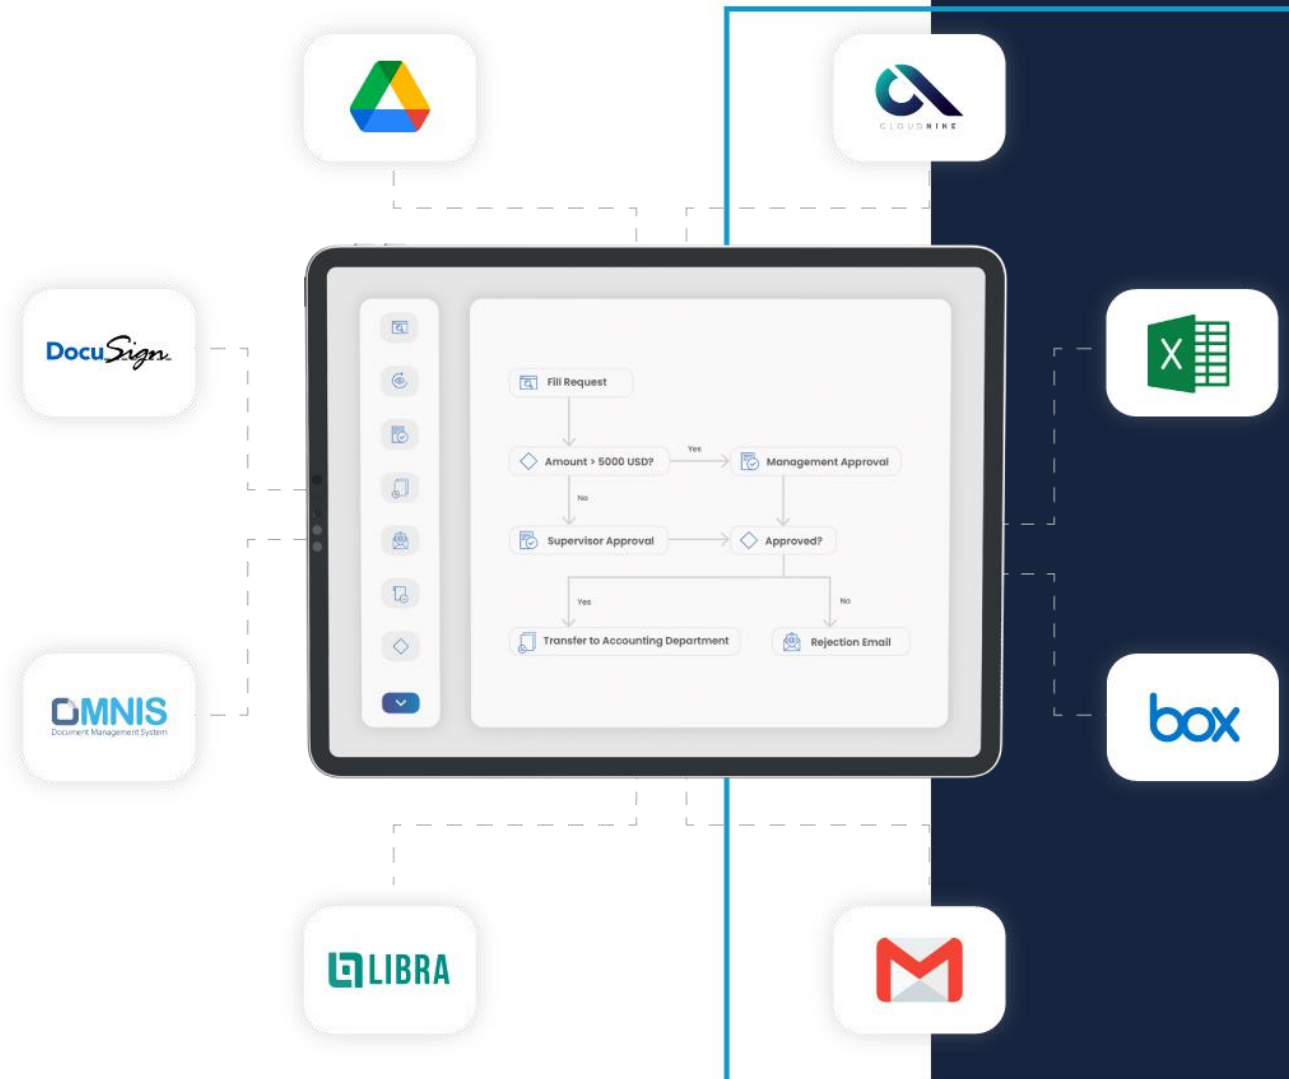 CLOUDNINE
DocuSign
X
Fill Request
Amount > 5000 USD?
Yes
Management Approval
No
Supervisor Approval
Approved?
Yes
No
Transfer to Accounting Department
Rejection Email
OMNIS
Document Management System
box
LIBRA